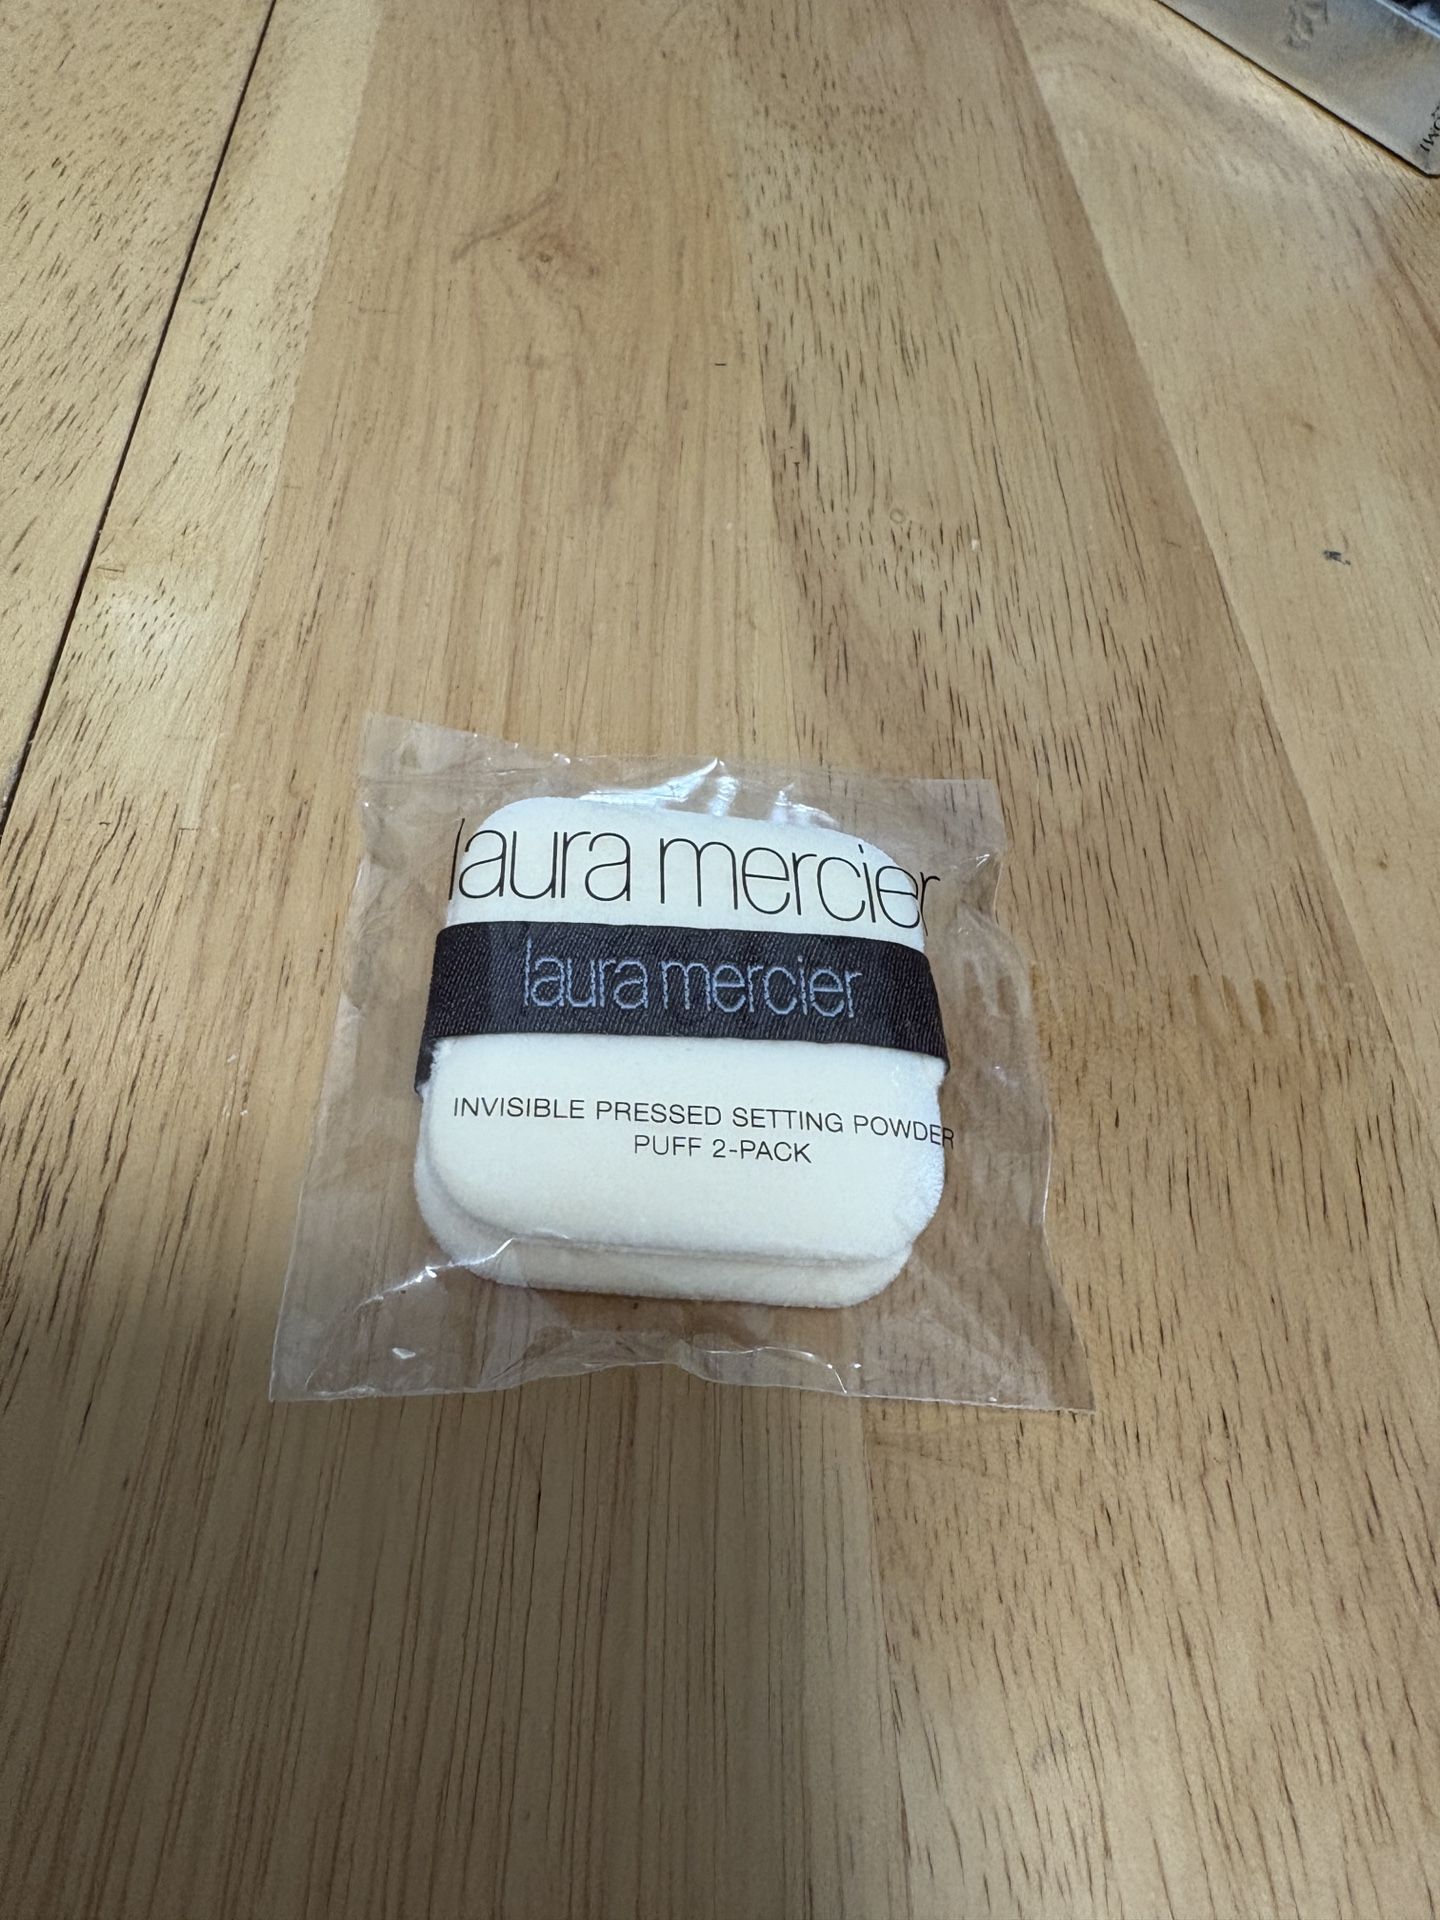 laura mercier
laura mercier
INVISIBLE PRESSED SETTING POWDER
PUFF 2-PACK